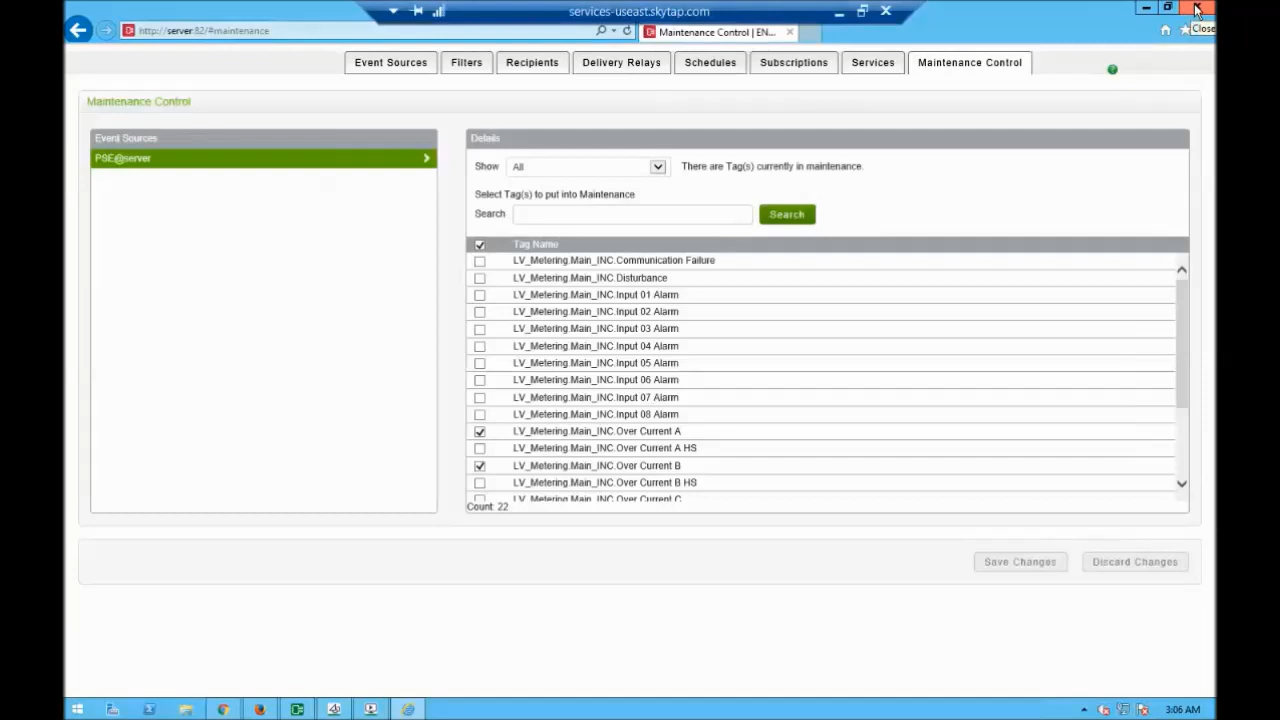 services-useast.skytap.com
http://server:82/#maintenance
Maintenance Control | EN...
Close
Event Sources
Filters
Recipients
Delivery Relays
Schedules
Subscriptions
Services
Maintenance Control
Maintenance Control
Event Sources
PSE@server
Details
Show All There are Tag(s) currently in maintenance.
Select Tag(s) to put into Maintenance
Search Search
Tag Name
LV_Metering.Main_INC.Communication Failure
LV_Metering.Main_INC.Disturbance
LV_Metering.Main_INC.Input 01 Alarm
LV_Metering.Main_INC.Input 02 Alarm
LV_Metering.Main_INC.Input 03 Alarm
LV_Metering.Main_INC.Input 04 Alarm
LV_Metering.Main_INC.Input 05 Alarm
LV_Metering.Main_INC.Input 06 Alarm
LV_Metering.Main_INC.Input 07 Alarm
LV_Metering.Main_INC.Input 08 Alarm
LV_Metering.Main_INC.Over Current A
LV_Metering.Main_INC.Over Current A HS
LV_Metering.Main_INC.Over Current B
LV_Metering.Main_INC.Over Current B HS
LV_Metering.Main_INC.Over Current C
Count: 22
Save Changes
Discard Changes
3:06 AM